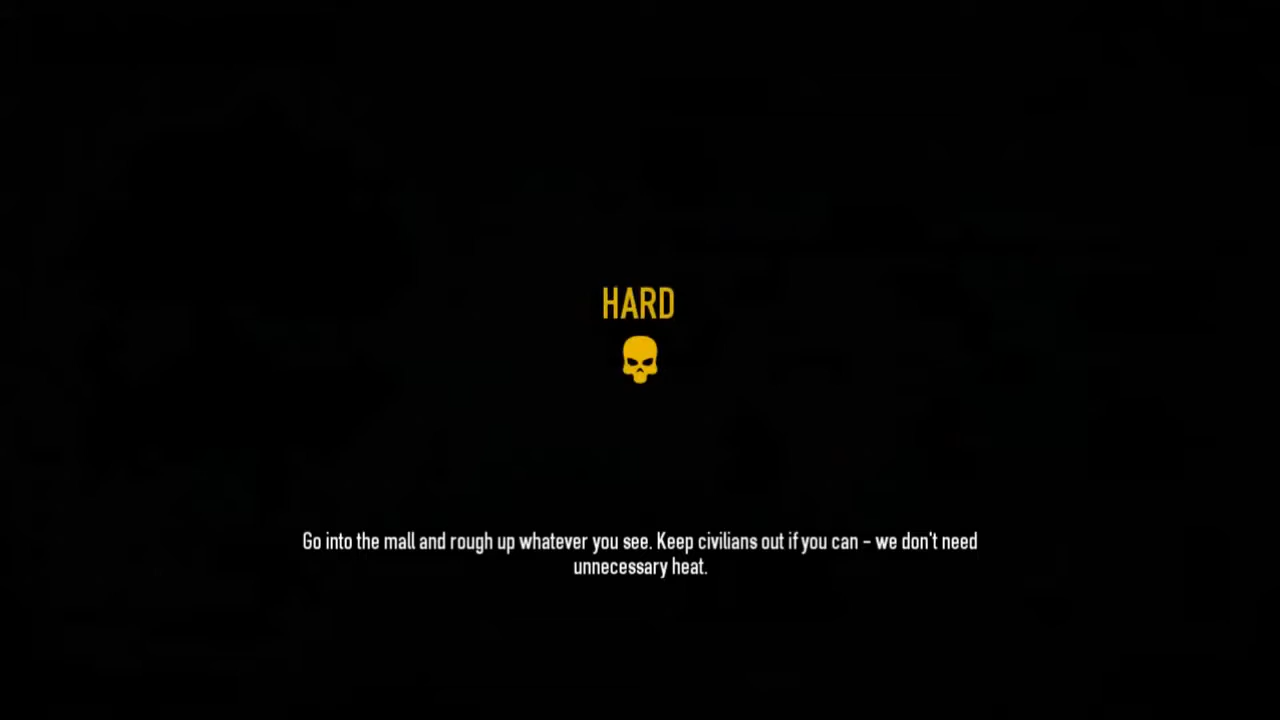 HARD
Go into the mall and rough up whatever you see. Keep civilians out if you can - we don't need
unnecessary heat.